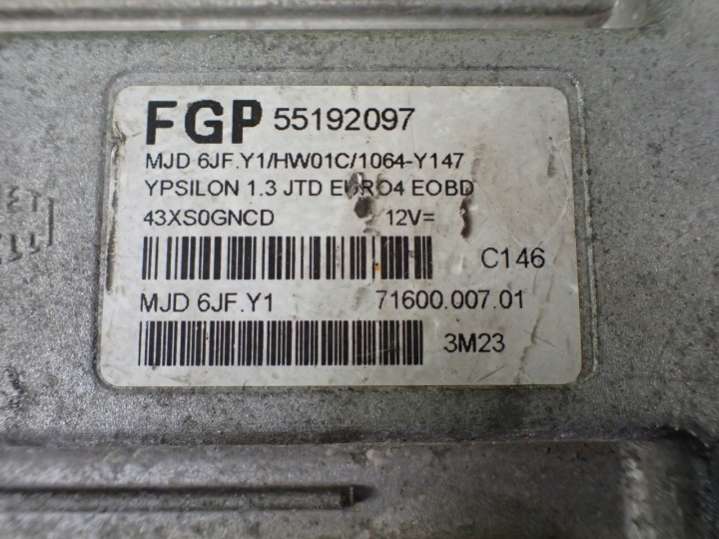 FGP 55192097
MJD 6JF.Y1/HW01C/1064-Y147
YPSILON 1.3 JTD EURO4 EOBD
43XS0GNCD 12V=
C146
MJD 6JF.Y1 71600.007.01
3M23